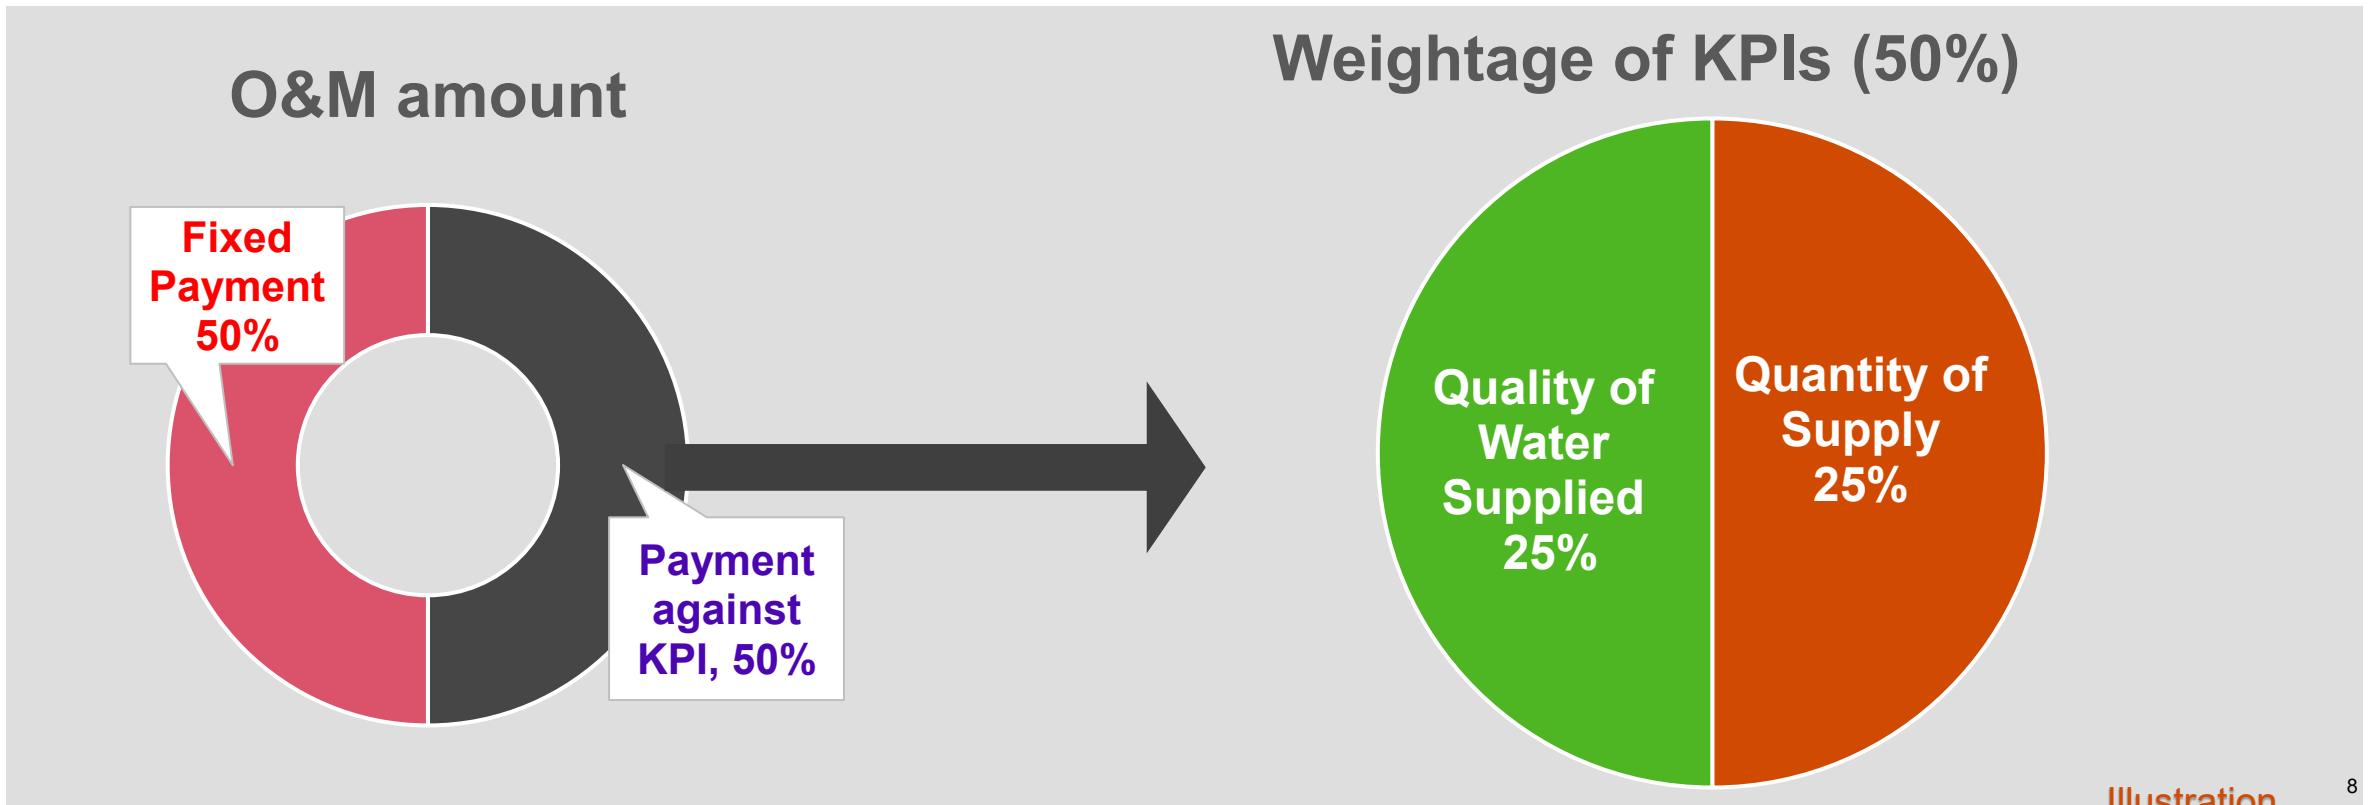 O&M amount
Fixed
Payment
50%
Payment
against
KPI, 50%
Weightage of KPIs (50%)
Quality of
Water
Supplied
25%
Quantity of
Supply
25%
Illustration
8